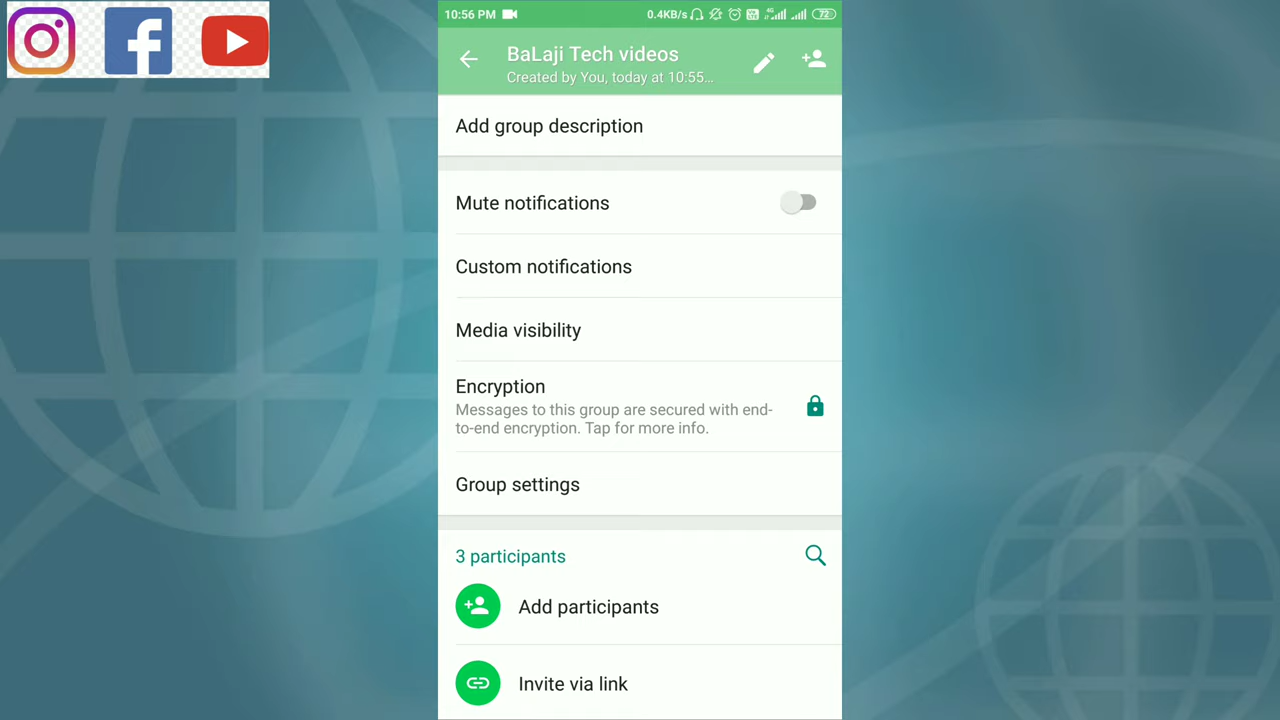 10:56 PM
0.4KB/s
4G
72
BaLaji Tech videos
Created by You, today at 10:55...
Add group description
Mute notifications
Custom notifications
Media visibility
Encryption
Messages to this group are secured with end-
to-end encryption. Tap for more info.
Group settings
3 participants
Add participants
Invite via link